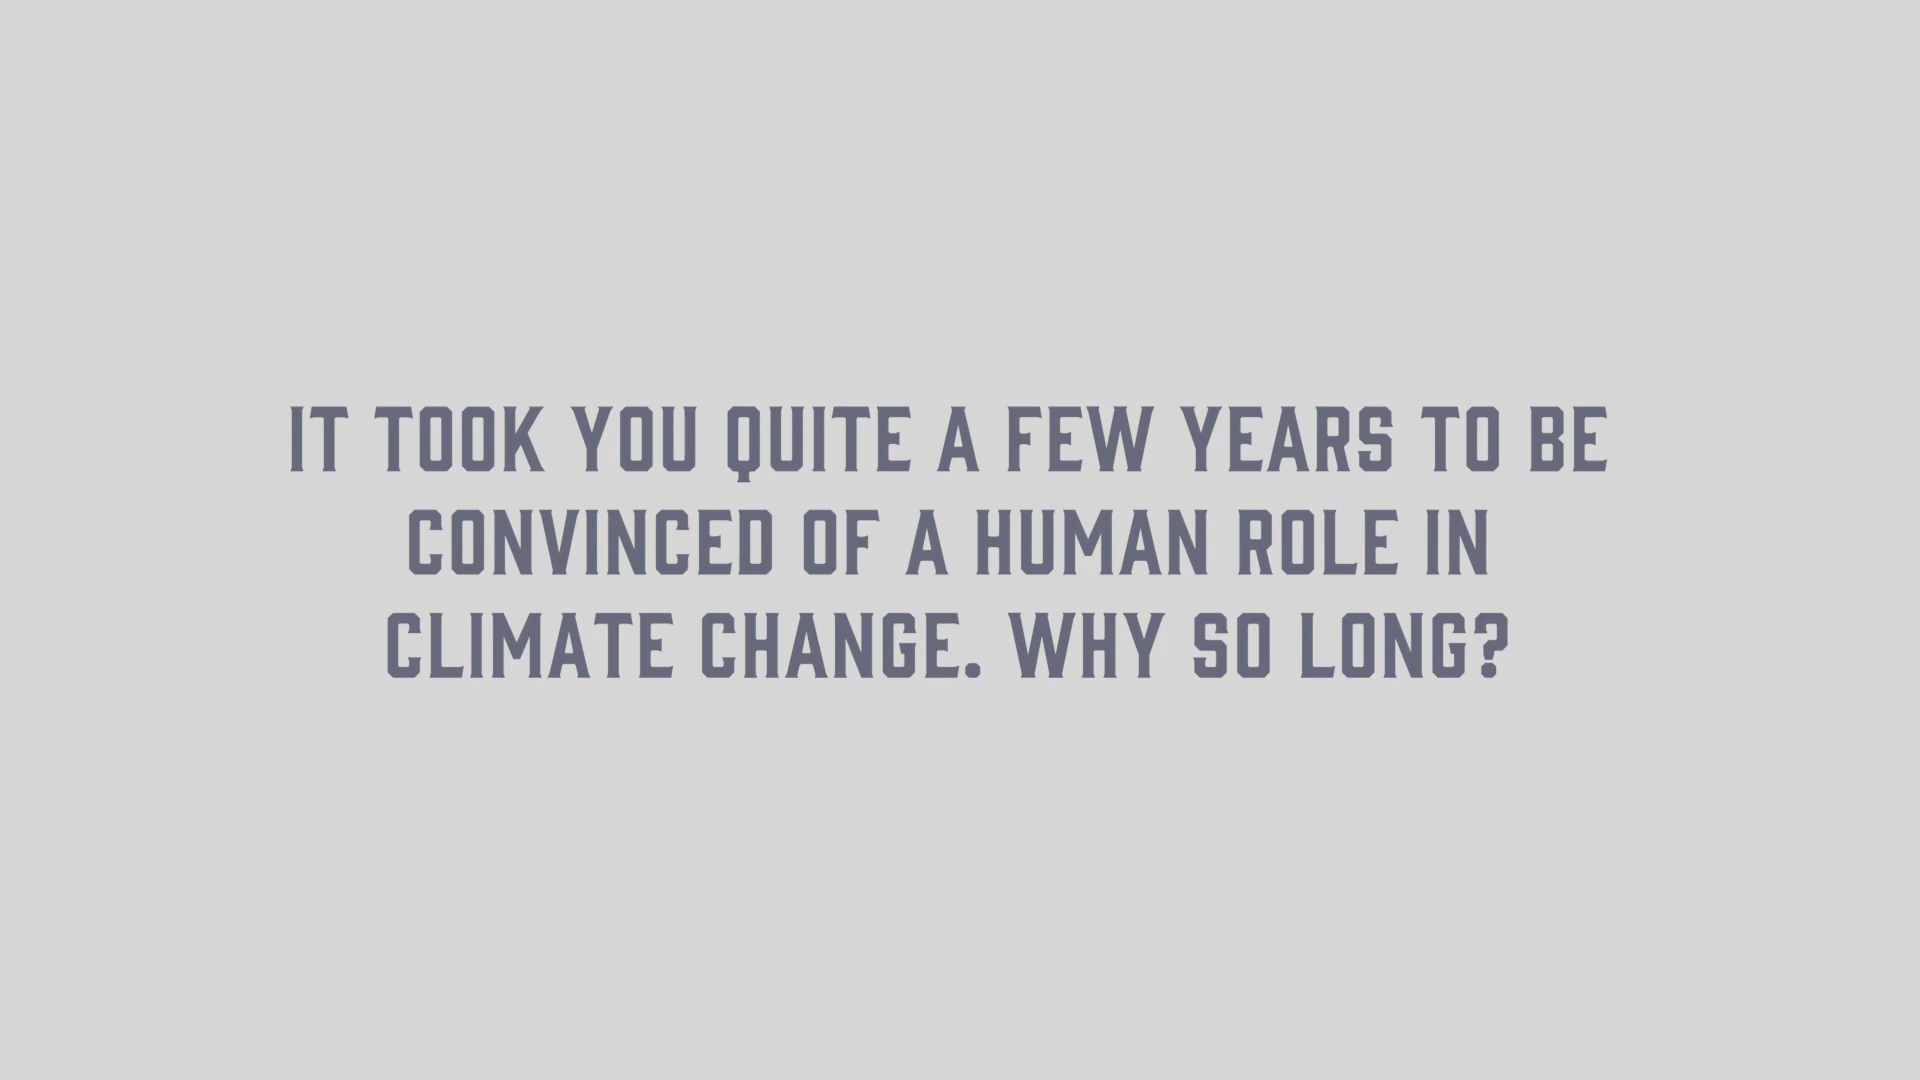 IT TOOK YOU QUITE A FEW YEARS TO BE
CONVINCED OF A HUMAN ROLE IN
CLIMATE CHANGE. WHY SO LONG?